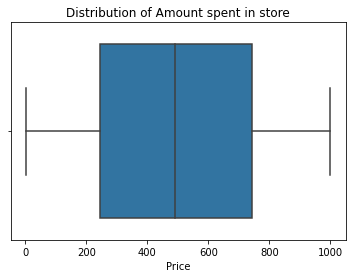 Distribution of Amount spent in store
0 200 400 600 800 1000
Price